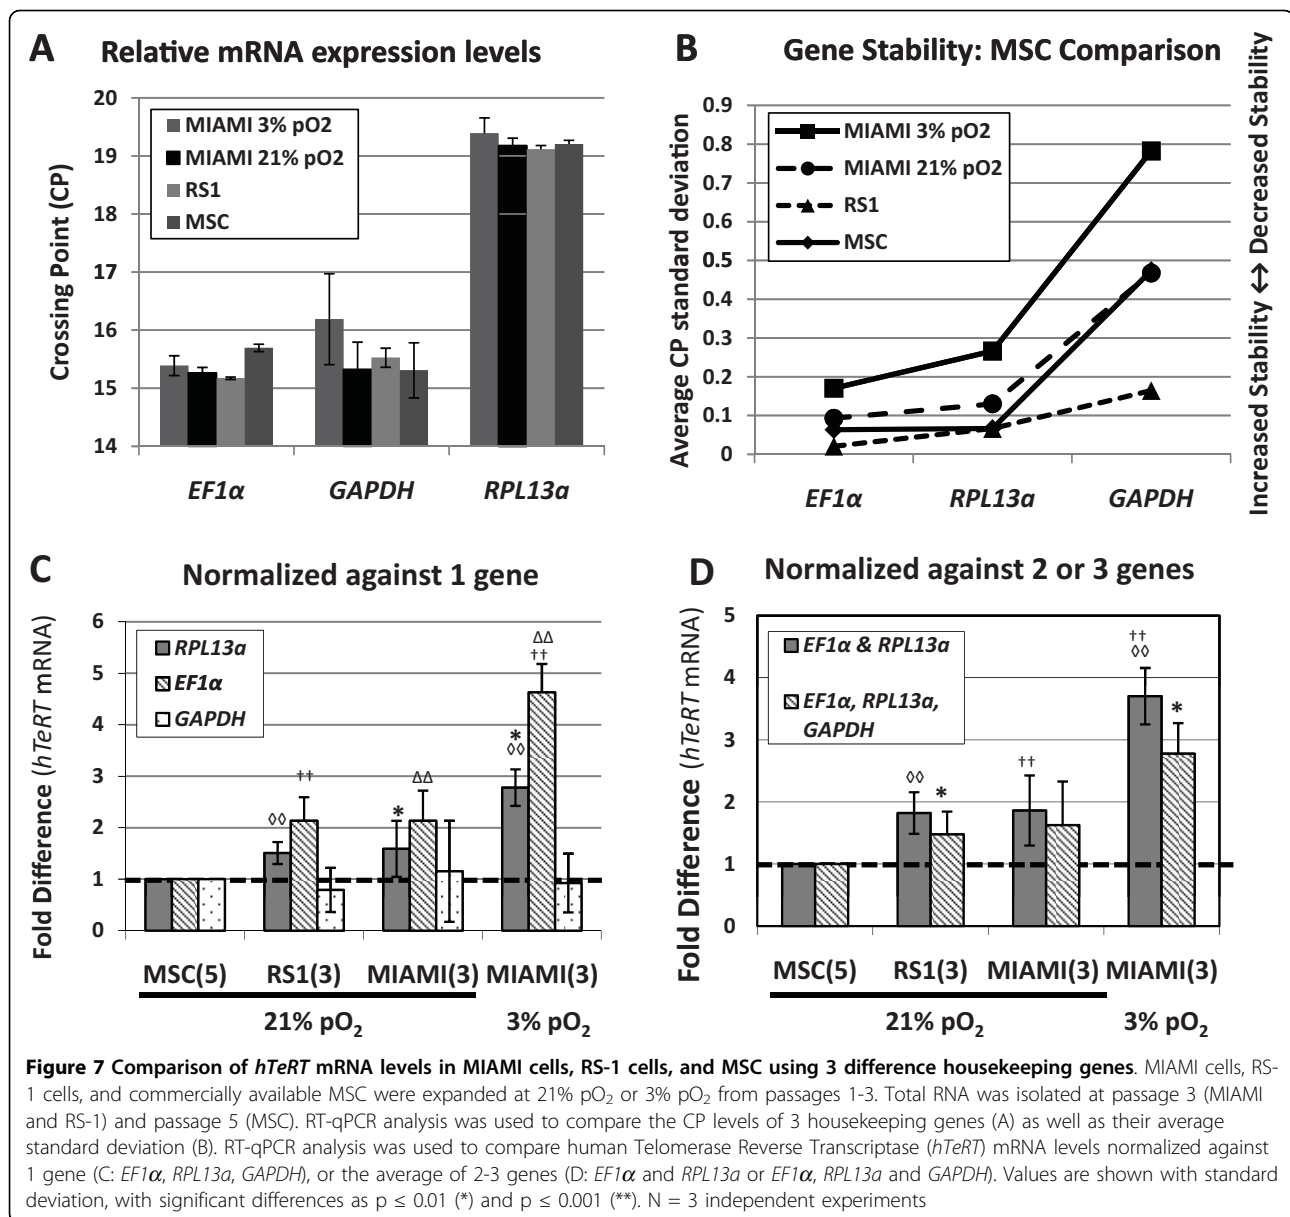 A Relative mRNA expression levels
Crossing Point (CP)
20
19
18
17
16
15
14
MIAMI 3% pO2
MIAMI 21% pO2
RS1
MSC
EF1α GAPDH RPL13a
B Gene Stability: MSC Comparison
Average CP standard deviation
0.9
0.8
0.7
0.6
0.5
0.4
0.3
0.2
0.1
0
MIAMI 3% pO2
MIAMI 21% pO2
RS1
MSC
EF1α RPL13a GAPDH
Increased Stability ↔ Decreased Stability
C Normalized against 1 gene
Fold Difference (hTeRT mRNA)
6
5
4
3
2
1
0
RPL13a
EF1α
GAPDH
◊◊ †† * ΔΔ
*
◊◊
ΔΔ
††
MSC(5) RS1(3) MIAMI(3) MIAMI(3)
21% pO₂ 3% pO₂
D Normalized against 2 or 3 genes
Fold Difference (hTeRT mRNA)
5
4
3
2
1
0
EF1α & RPL13a
EF1α, RPL13a,
GAPDH
◊◊ * ††
††
◊◊
*
MSC(5) RS1(3) MIAMI(3) MIAMI(3)
21% pO₂ 3% pO₂
Figure 7 Comparison of hTeRT mRNA levels in MIAMI cells, RS-1 cells, and MSC using 3 difference housekeeping genes. MIAMI cells, RS-
1 cells, and commercially available MSC were expanded at 21% pO₂ or 3% pO₂ from passages 1-3. Total RNA was isolated at passage 3 (MIAMI
and RS-1) and passage 5 (MSC). RT-qPCR analysis was used to compare the CP levels of 3 housekeeping genes (A) as well as their average
standard deviation (B). RT-qPCR analysis was used to compare human Telomerase Reverse Transcriptase (hTeRT) mRNA levels normalized against
1 gene (C: EF1α, RPL13a, GAPDH), or the average of 2-3 genes (D: EF1α and RPL13a or EF1α, RPL13a and GAPDH). Values are shown with standard
deviation, with significant differences as p ≤ 0.01 (*) and p ≤ 0.001 (**). N = 3 independent experiments